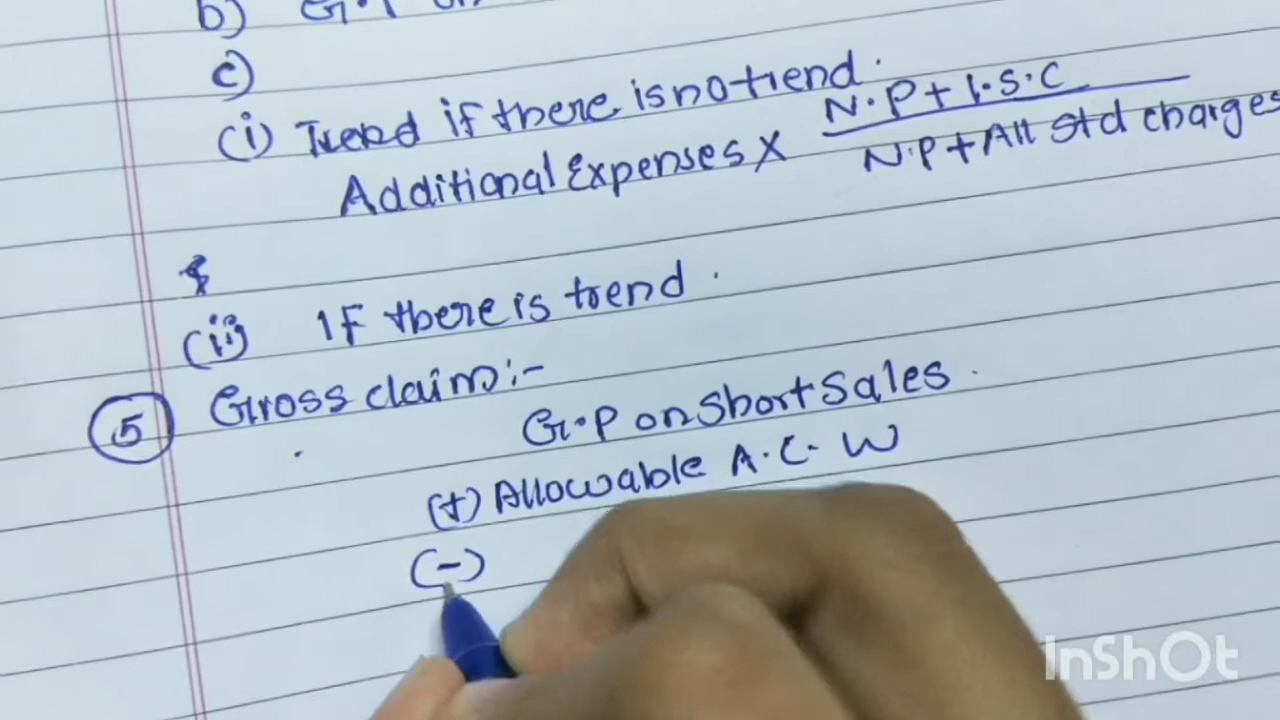 b) G.P
c)
(i) Trend if there is no trend.
Additional Expenses X N.P + I.S.C
N.P + All std charges
(ii) IF there is trend.
5 Gross claim:-
G.P on Short Sales.
(+) Allowable A.C.W
(-)
InShOt